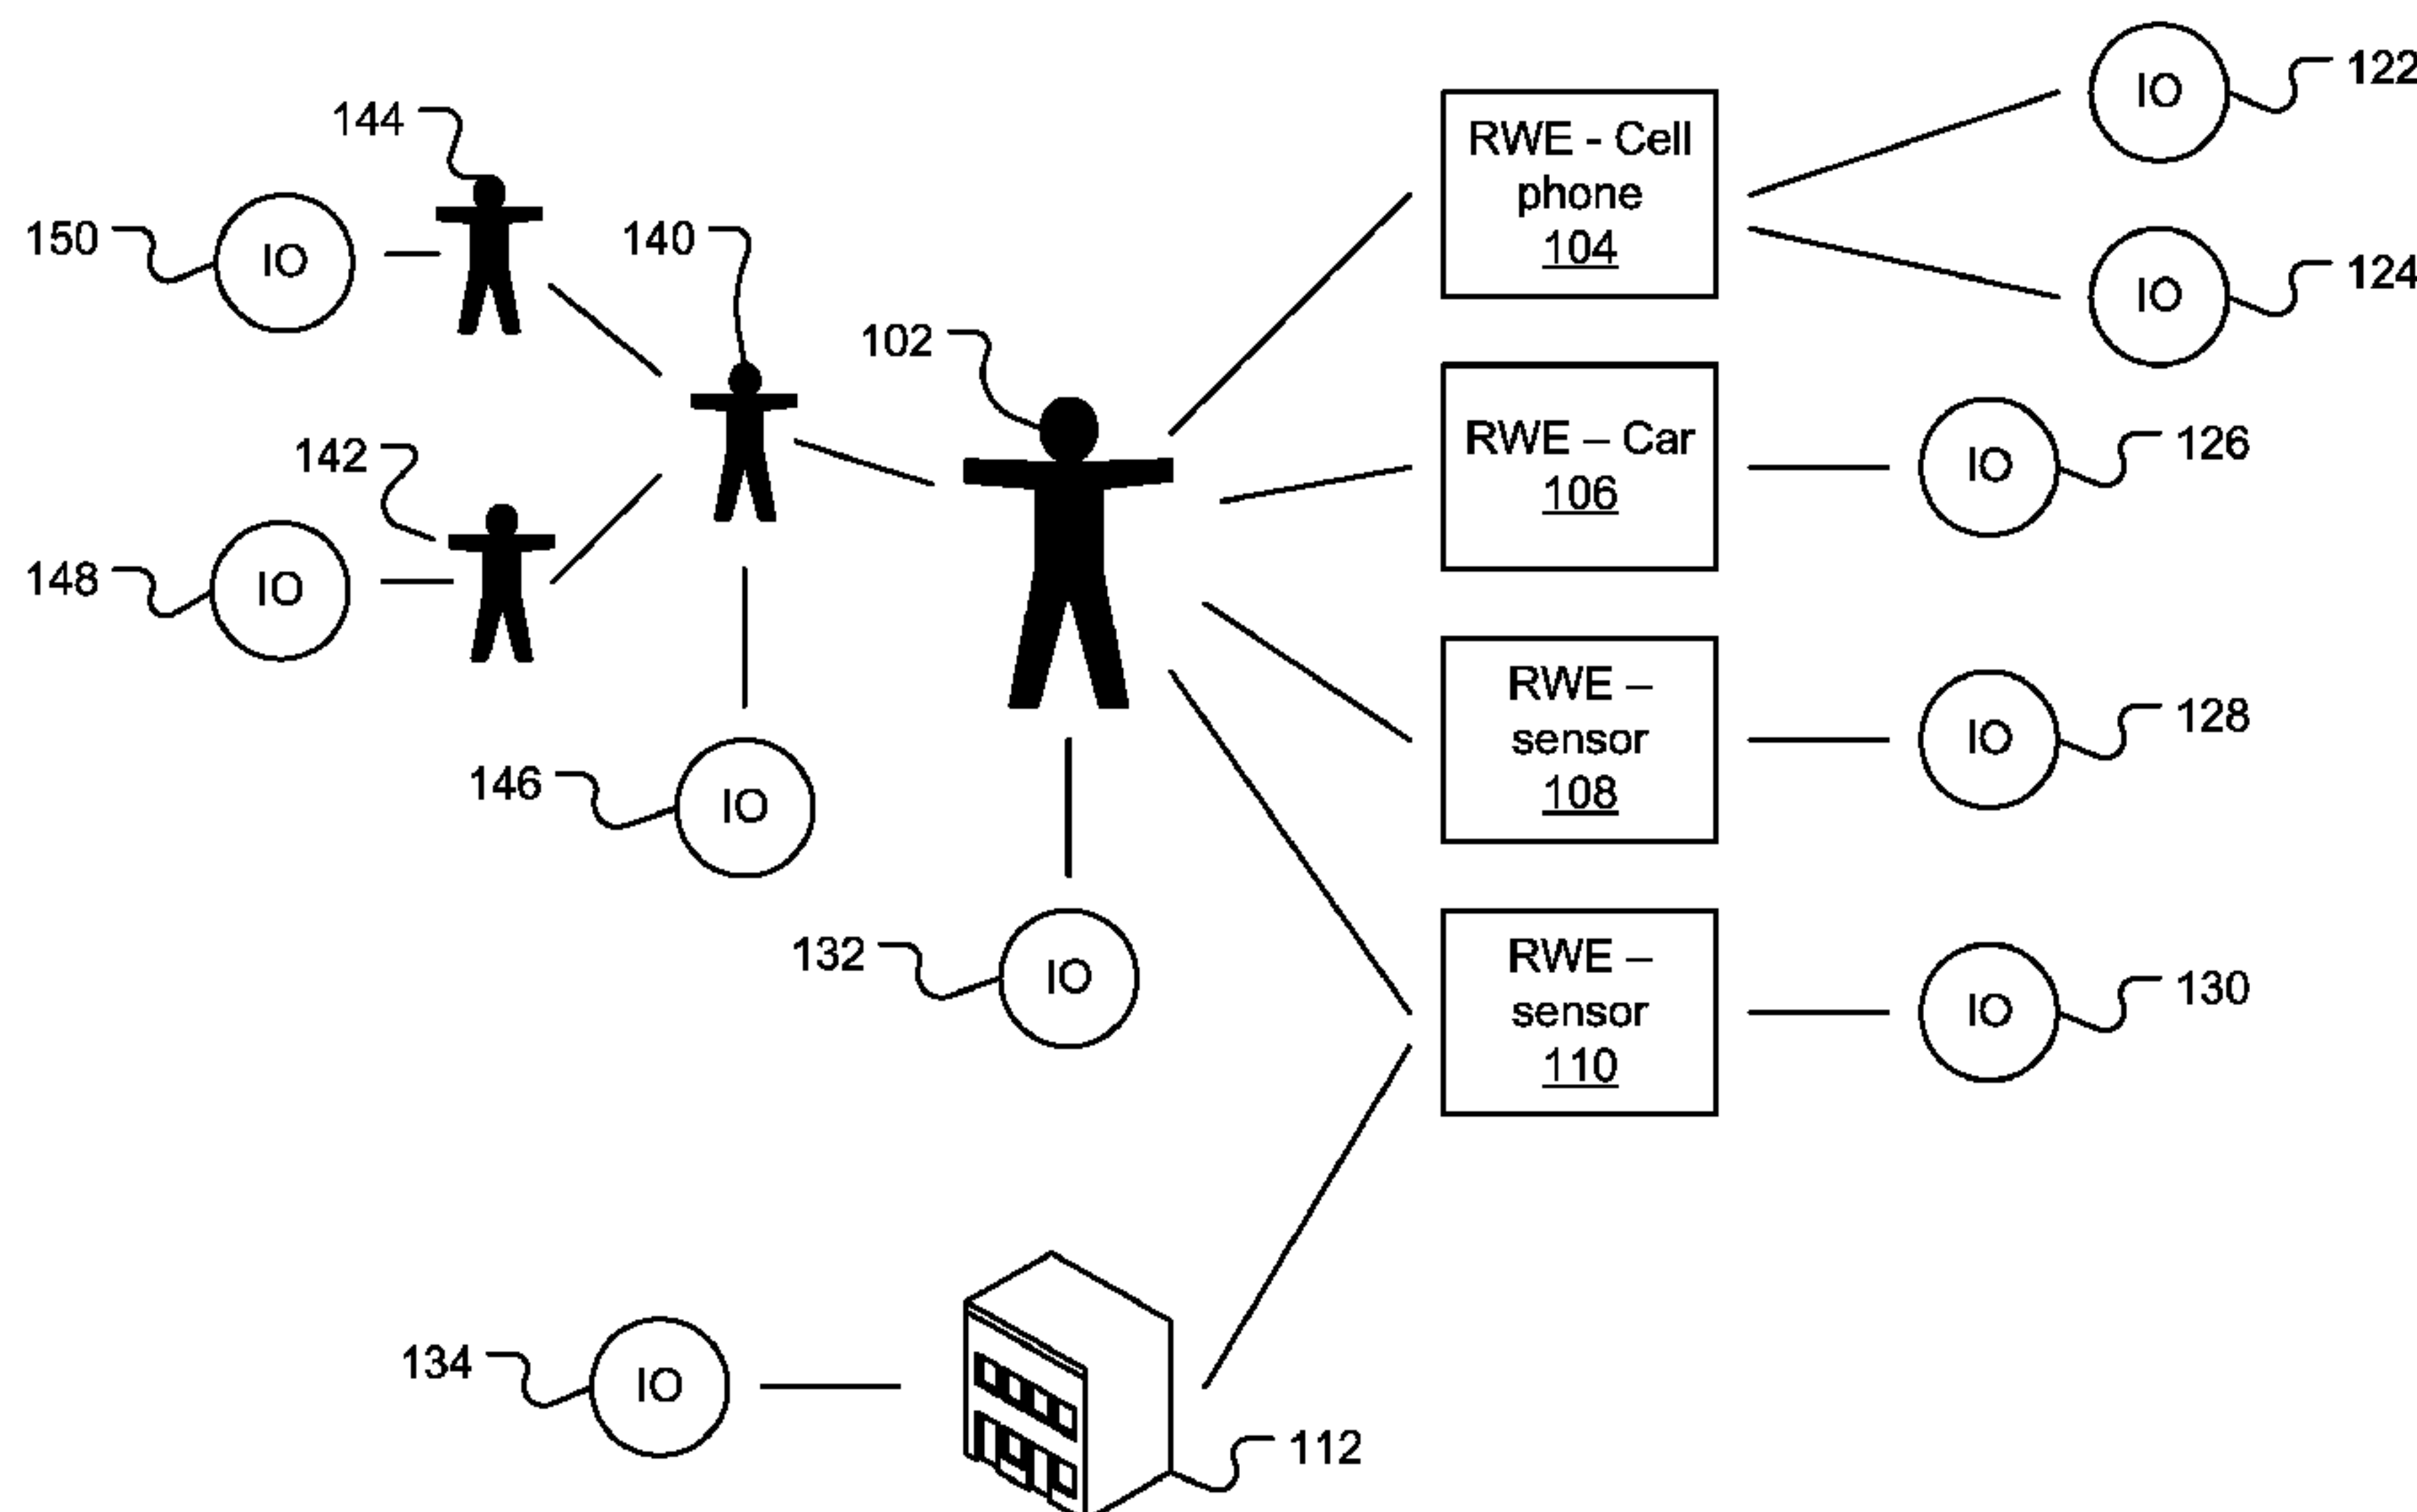 122
IO
144
RWE - Cell
phone
104
150
IO
140
124
IO
102
126
IO
RWE – Car
106
142
148
IO
128
IO
RWE –
sensor
108
146
IO
132
IO
RWE –
sensor
110
130
IO
134
IO
112